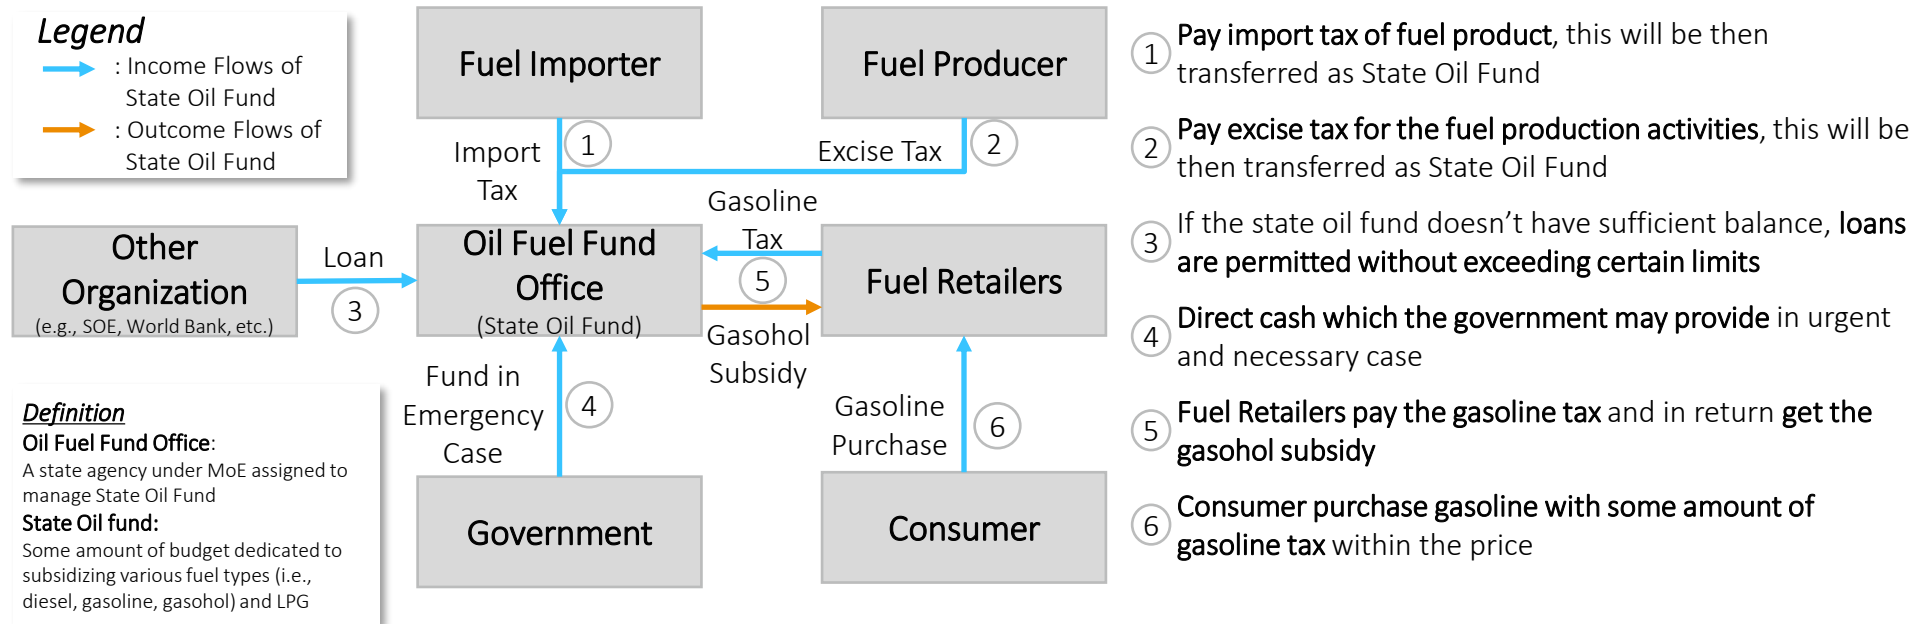 Legend
: Income Flows of
State Oil Fund
: Outcome Flows of
State Oil Fund
Fuel Importer
Fuel Producer
1
Import
Tax
Excise Tax
2
Other
Organization
(e.g., SOE, World Bank, etc.)
Loan
3
Oil Fuel Fund
Office
(State Oil Fund)
Gasoline
Tax
5
Gasohol
Subsidy
Fuel Retailers
Fund in
Emergency
Case
4
Gasoline
Purchase
6
Government
Consumer
Definition
Oil Fuel Fund Office:
A state agency under MoE assigned to
manage State Oil Fund
State Oil fund:
Some amount of budget dedicated to
subsidizing various fuel types (i.e.,
diesel, gasoline, gasohol) and LPG
1 Pay import tax of fuel product, this will be then
transferred as State Oil Fund
2 Pay excise tax for the fuel production activities, this will be
then transferred as State Oil Fund
3 If the state oil fund doesn’t have sufficient balance, loans
are permitted without exceeding certain limits
4 Direct cash which the government may provide in urgent
and necessary case
5 Fuel Retailers pay the gasoline tax and in return get the
gasohol subsidy
6 Consumer purchase gasoline with some amount of
gasoline tax within the price